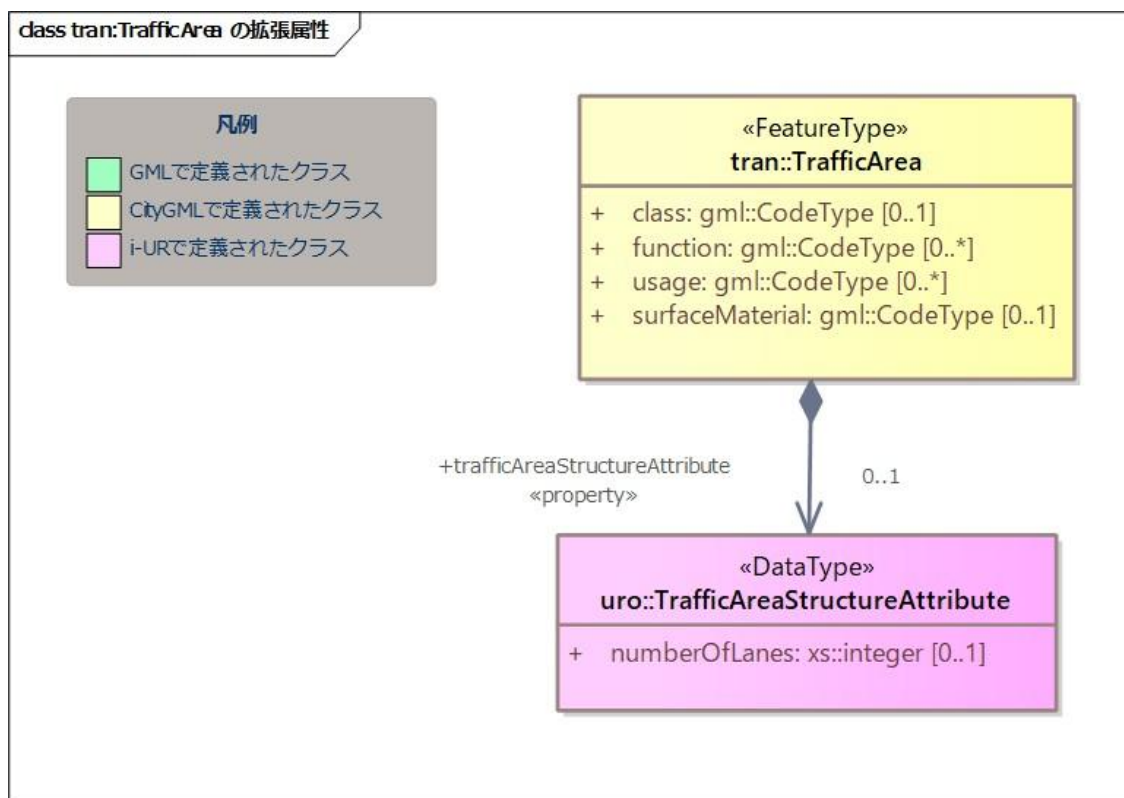 class tran:TrafficArea の拡張属性
凡例
GMLで定義されたクラス
CityGMLで定義されたクラス
i-URで定義されたクラス
«FeatureType»
tran::TrafficArea
+ class: gml::CodeType [0..1]
+ function: gml::CodeType [0..*]
+ usage: gml::CodeType [0..*]
+ surfaceMaterial: gml::CodeType [0..1]
+trafficAreaStructureAttribute
«property»
0..1
«DataType»
uro::TrafficAreaStructureAttribute
+ numberOfLanes: xs::integer [0..1]